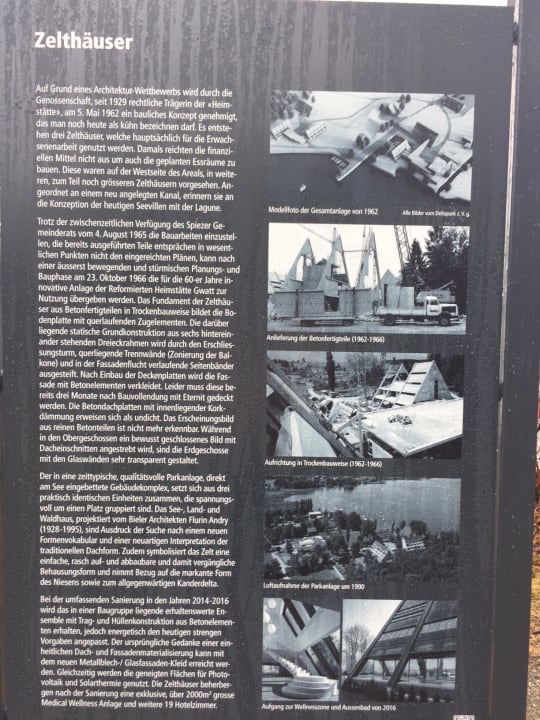 Zelthäuser
Auf Grund eines Architektur-Wettbewerbs wird durch die
Genossenschaft, seit 1929 rechtliche Trägerin der «Heim-
stätte», am 5. Mai 1962 ein bauliches Konzept genehmigt,
das man noch heute als kühn bezeichnen darf. Es entste-
hen drei Zelthäuser, welche hauptsächlich für die Erwach-
senenarbeit genutzt werden. Damals reichten die finanziel-
len Mittel nicht aus um auch die geplanten Essräume zu
bauen. Diese waren auf der Westseite des Areals, in weite-
ren, zum Teil noch grösseren Zelthäusern vorgesehen. An-
geordnet an einem neu angelegten Kanal, erinnern sie an
die Konzeption der heutigen Seevillen mit der Lagune.
Trotz der zwischenzeitlichen Verfügung des Spiezer Ge-
meinderats vom 4. August 1965 die Bauarbeiten einzustel-
len, die bereits ausgeführten Teile entsprächen in wesent-
lichen Punkten nicht den eingereichten Plänen, kann nach
einer äusserst bewegenden und stürmischen Planungs- und
Bauphase am 23. Oktober 1966 die für die 60-er Jahre in-
novative Anlage der Reformierten Heimstätte Gwatt zur
Nutzung übergeben werden. Das Fundament der Zelthäu-
ser aus Betonfertigteilen in Trockenbauweise bildet die Bo-
denplatte mit querlaufenden Zugelementen. Die darüber
liegende statische Grundkonstruktion aus sechs hintereinan-
der stehenden Dreieckrahmen wird durch den Erschlies-
sungsturm, querliegende Trennwände (Zonierung der Bal-
kone) und in der Fassadenflucht verlaufende Seitenbänder
ausgesteift. Nach Einbau der Deckenplatten wird die Fas-
sade mit Betonelementen verkleidet. Leider muss diese be-
reits drei Monate nach Bauvollendung mit Eternit gedeckt
werden. Die Betondachplatten mit innenliegender Kork-
dämmung erweisen sich als undicht. Das Erscheinungsbild
aus reinen Betonteilen ist nicht mehr erkennbar. Während
in den Obergeschossen ein bewusst geschlossenes Bild mit
Dacheinschnitten angestrebt wird, sind die Erdgeschosse
mit den Glaswänden sehr transparent gestaltet.
Der in eine zeittypische, qualitätsvolle Parkanlage, direkt
am See eingebettete Gebäudekomplex, setzt sich aus drei
praktisch identischen Einheiten zusammen, die spannungs-
voll um einen Platz gruppiert sind. Das See-, Land- und
Waldhaus, projektiert vom Bieler Architekten Flurin Andry
(1928-1995), sind Ausdruck der Suche nach einem neuen
Formenvokabular und einer neuartigen Interpretation der
traditionellen Dachform. Zudem symbolisiert das Zelt eine
einfache, rasch auf- und abbaubare und damit vergängliche
Behausungsform und nimmt Bezug auf die markante Form
des Niesens sowie zum allgegenwärtigen Kanderdelta.
Bei der umfassenden Sanierung in den Jahren 2014-2016
wird das in einer Baugruppe liegende erhaltenswerte En-
semble mit Trag- und Hüllenkonstruktion aus Betonelemen-
ten erhalten, jedoch energetisch den heutigen strengen
Vorgaben angepasst. Der ursprüngliche Gedanke einer ein-
heitlichen Dach- und Fassadenmaterialisierung kann mit
dem neuen Metallblech-/ Glasfassaden-Kleid erreicht wer-
den. Gleichzeitig werden die geneigten Flächen für Photo-
voltaik und Solarthermie genutzt. Die Zelthäuser beherber-
gen nach der Sanierung eine exklusive, über 2000m² grosse
Medical Wellness Anlage und weitere 19 Hotelzimmer.
Modellfoto der Gesamtanlage von 1962
Alle Bilder vom Deltapark z. V. g.
Anlieferung der Betonfertigteile (1962-1966)
Aufrichtung in Trockenbauweise (1962-1966)
Luftaufnahme der Parkanlage um 1990
Aufgang zur Wellnesszone und Aussenbad von 2016